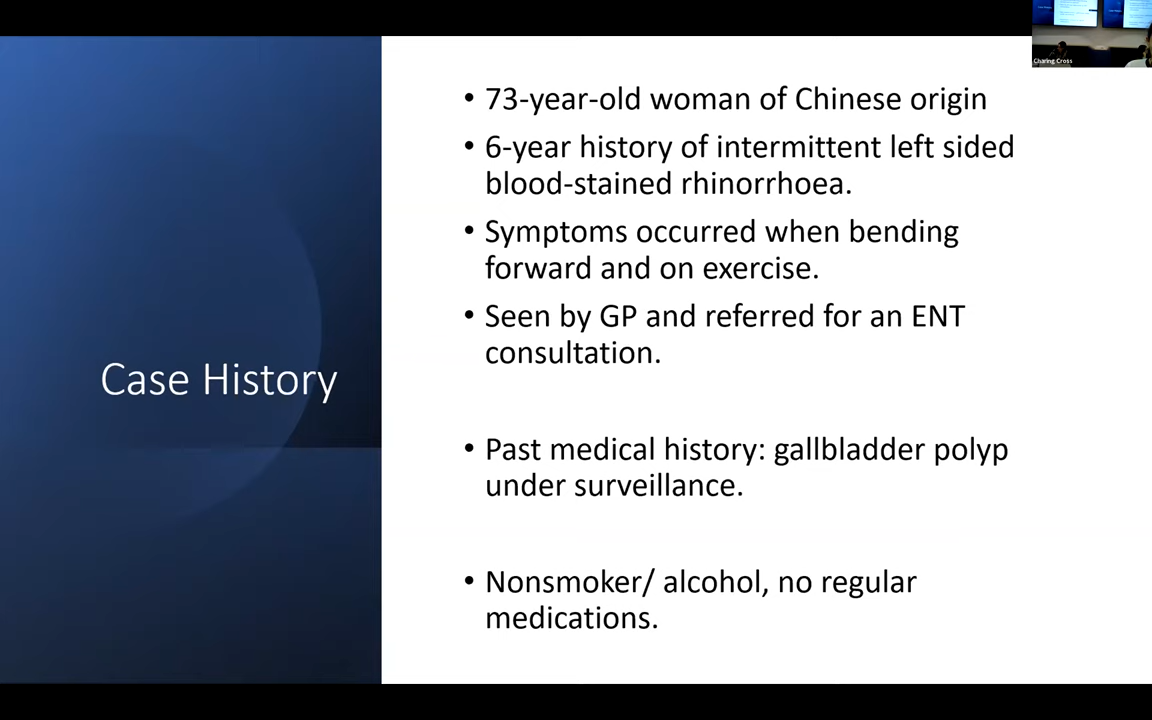 Charing Cross
Case History
• 73-year-old woman of Chinese origin
• 6-year history of intermittent left sided
blood-stained rhinorrhoea.
• Symptoms occurred when bending
forward and on exercise.
• Seen by GP and referred for an ENT
consultation.
• Past medical history: gallbladder polyp
under surveillance.
• Nonsmoker/ alcohol, no regular
medications.